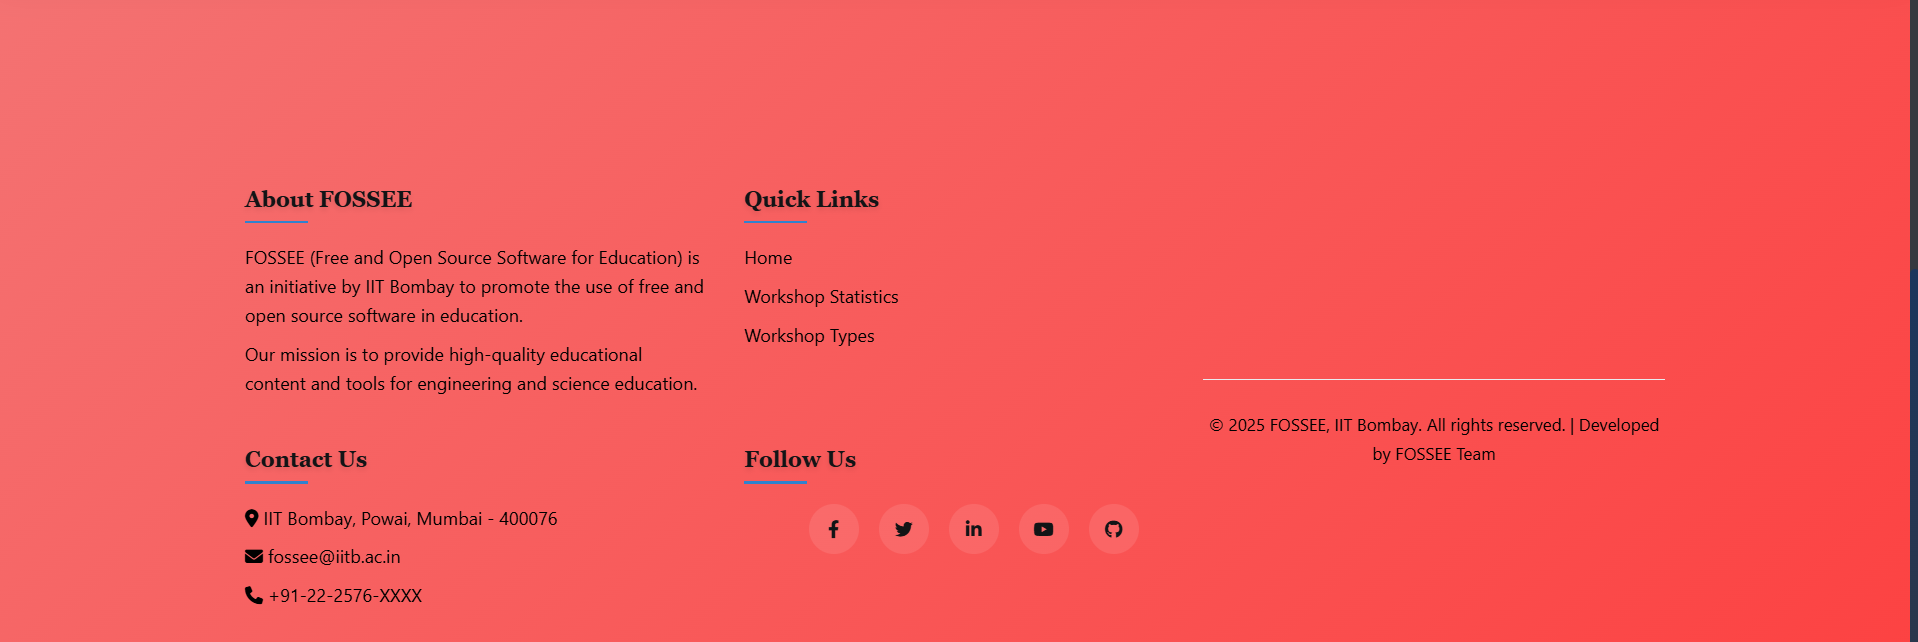 About FOSSEE
FOSSEE (Free and Open Source Software for Education) is
an initiative by IIT Bombay to promote the use of free and
open source software in education.
Our mission is to provide high-quality educational
content and tools for engineering and science education.
Quick Links
Home
Workshop Statistics
Workshop Types
Contact Us
IIT Bombay, Powai, Mumbai - 400076
fossee@iitb.ac.in
+91-22-2576-XXXX
Follow Us
© 2025 FOSSEE, IIT Bombay. All rights reserved. | Developed
by FOSSEE Team